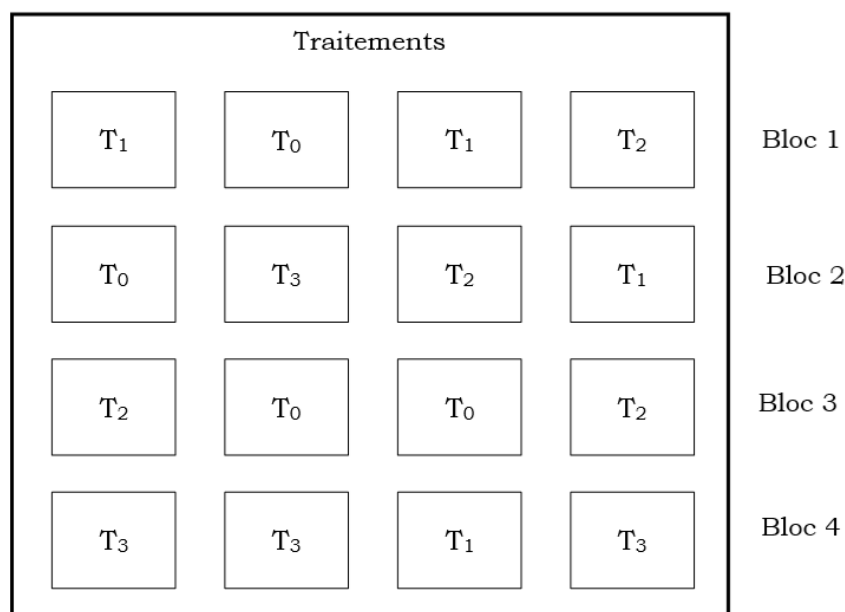 Traitements
T₁ T₀ T₁ T₂ Bloc 1
T₀ T₃ T₂ T₁ Bloc 2
T₂ T₀ T₀ T₂ Bloc 3
T₃ T₃ T₁ T₃ Bloc 4